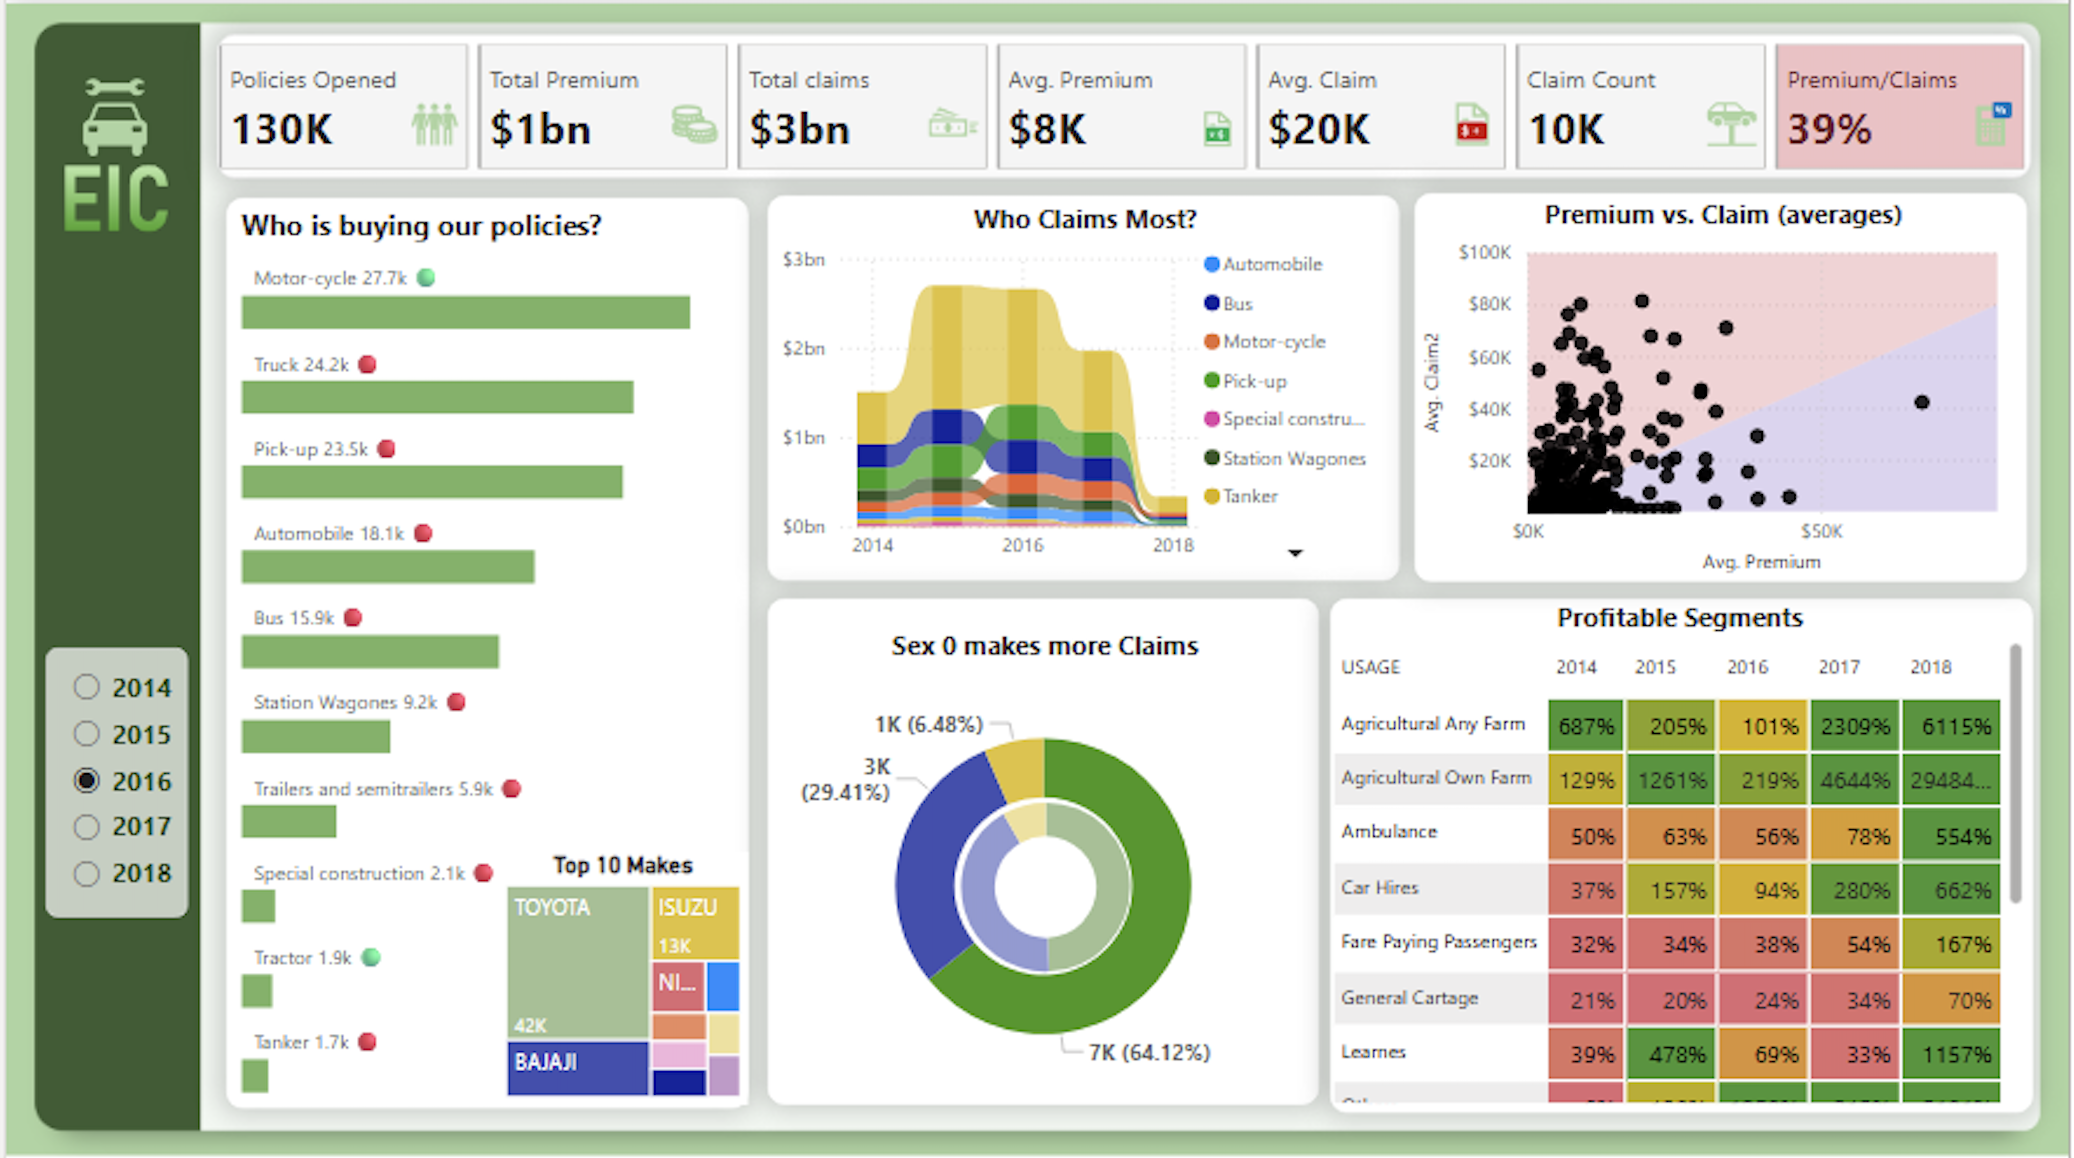 EIC
2014
2015
2016
2017
2018
Policies Opened
130K
Total Premium
$1bn
Total claims
$3bn
Avg. Premium
$8K
Avg. Claim
$20K
Claim Count
10K
Premium/Claims
39%
Who is buying our policies?
Motor-cycle 27.7k
Truck 24.2k
Pick-up 23.5k
Automobile 18.1k
Bus 15.9k
Station Wagones 9.2k
Trailers and semitrailers 5.9k
Special construction 2.1k
Tractor 1.9k
Tanker 1.7k
Top 10 Makes
TOYOTA
42K
BAJAJI
ISUZU
13K
NI...
Who Claims Most?
$3bn
$2bn
$1bn
$0bn
2014 2016 2018
Automobile
Bus
Motor-cycle
Pick-up
Special constru...
Station Wagones
Tanker
Premium vs. Claim (averages)
Avg. Claim2
$100K
$80K
$60K
$40K
$20K
$0K $50K
Avg. Premium
Sex 0 makes more Claims
1K (6.48%)
3K
(29.41%)
7K (64.12%)
Profitable Segments
USAGE 2014 2015 2016 2017 2018
Agricultural Any Farm 687% 205% 101% 2309% 6115%
Agricultural Own Farm 129% 1261% 219% 4644% 29484...
Ambulance 50% 63% 56% 78% 554%
Car Hires 37% 157% 94% 280% 662%
Fare Paying Passengers 32% 34% 38% 54% 167%
General Cartage 21% 20% 24% 34% 70%
Learnes 39% 478% 69% 33% 1157%